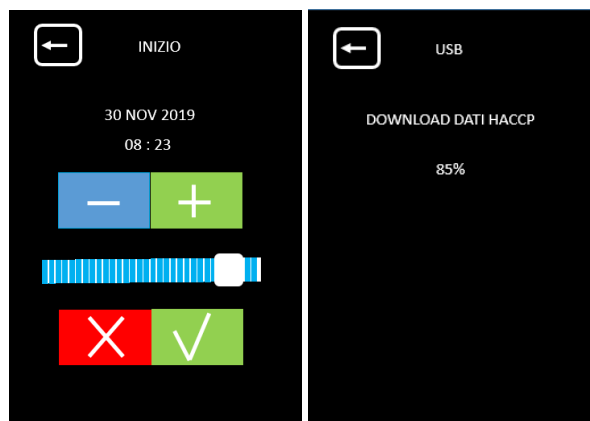 INIZIO
30 NOV 2019
08 : 23
USB
DOWNLOAD DATI HACCP
85%